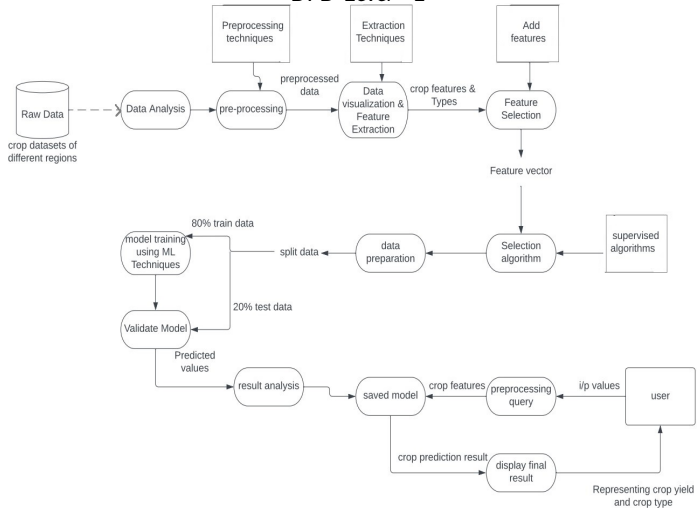 Preprocessing
techniques
Extraction
Techniques
Add
features
Raw Data
crop datasets of
different regions
Data Analysis
pre-processing
preprocessed
data
Data
visualization &
Feature
Extraction
crop features &
Types
Feature
Selection
Feature vector
supervised
algorithms
Selection
algorithm
data
preparation
split data
80% train data
model training
using ML
Techniques
20% test data
Validate Model
Predicted
values
result analysis
saved model
crop features
preprocessing
query
i/p values
user
crop prediction result
display final
result
Representing crop yield
and crop type